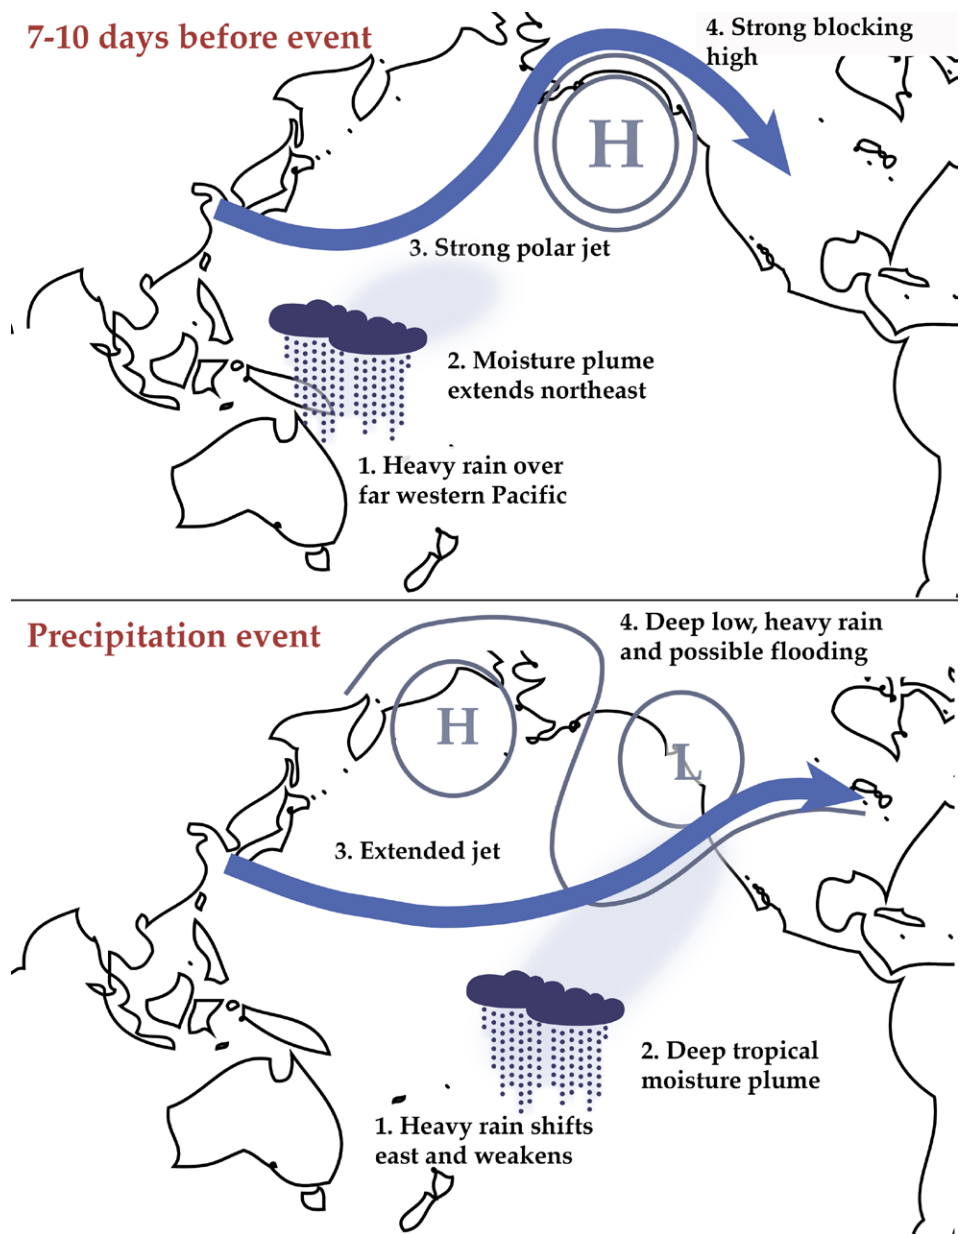 7-10 days before event
4. Strong blocking
high
H
3. Strong polar jet
2. Moisture plume
extends northeast
1. Heavy rain over
far western Pacific
Precipitation event
4. Deep low, heavy rain
and possible flooding
H
L
3. Extended jet
2. Deep tropical
moisture plume
1. Heavy rain shifts
east and weakens